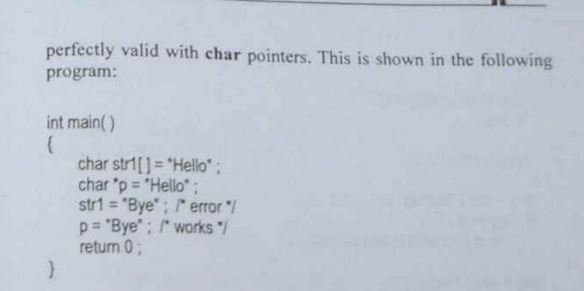 perfectly valid with char pointers. This is shown in the following
program:
int main( )
{
char str1[ ] = "Hello" ;
char *p = "Hello" ;
str1 = "Bye" ; /* error */
p = "Bye" ; /* works */
return 0 ;
}